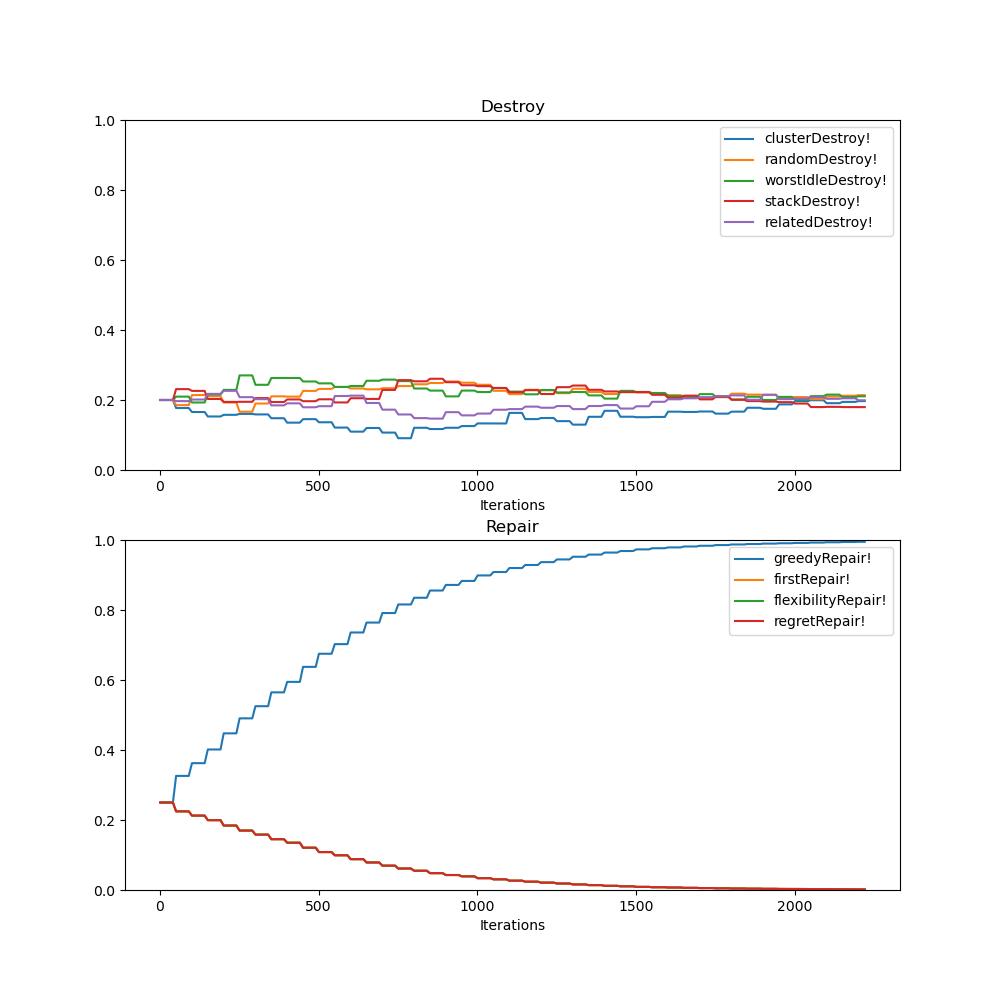 Destroy
1.0
0.8
0.6
0.4
0.2
0.0
clusterDestroy!
randomDestroy!
worstIdleDestroy!
stackDestroy!
relatedDestroy!
0 500 1000 1500 2000
Iterations
Repair
1.0
0.8
0.6
0.4
0.2
0.0
greedyRepair!
firstRepair!
flexibilityRepair!
regretRepair!
0 500 1000 1500 2000
Iterations